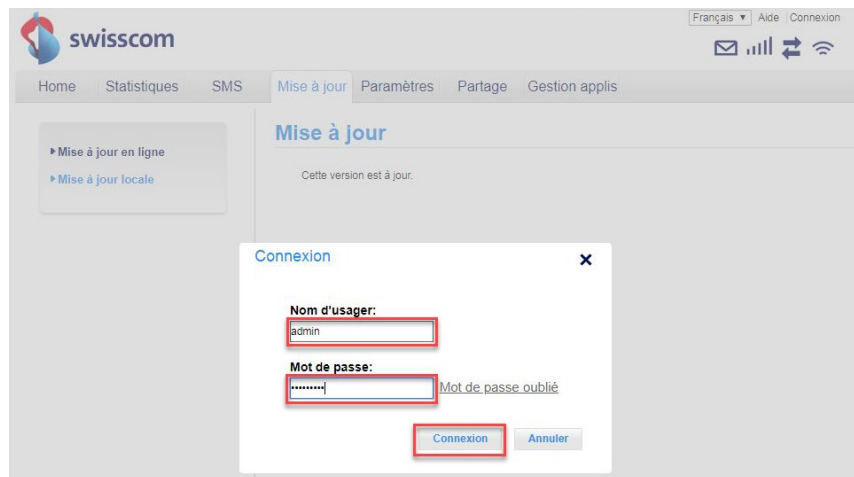 Français Aide Connexion
swisscom
Home Statistiques SMS Mise à jour Paramètres Partage Gestion applis
Mise à jour
Mise à jour en ligne
Mise à jour locale
Cette version est à jour.
Connexion
Nom d'usager:
admin
Mot de passe:
•••••••••
Mot de passe oublié
Connexion Annuler